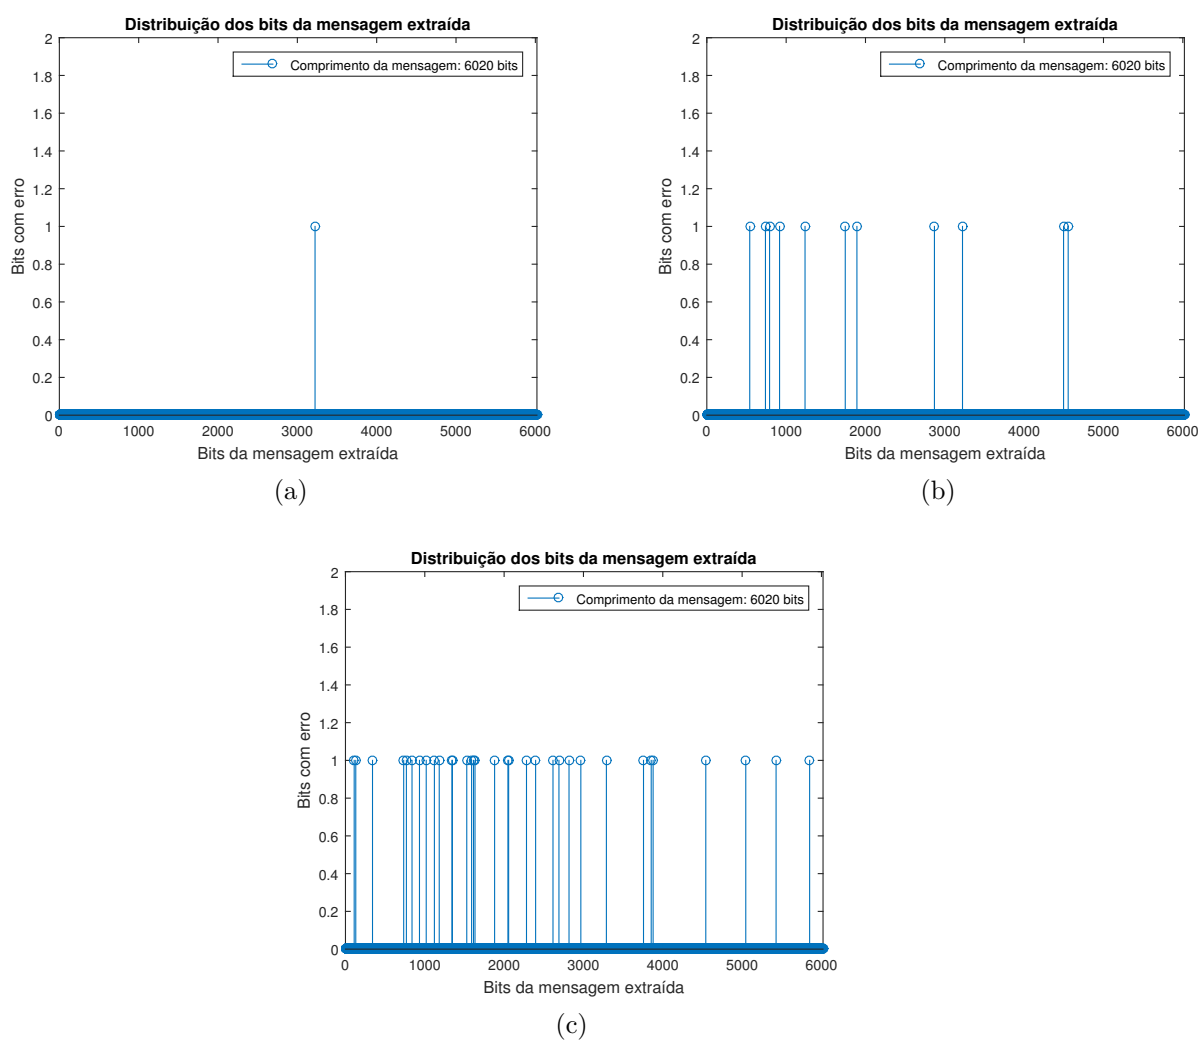 Distribuição dos bits da mensagem extraída
Comprimento da mensagem: 6020 bits
2
1.8
1.6
1.4
1.2
1
0.8
0.6
0.4
0.2
0
Bits com erro
0 1000 2000 3000 4000 5000 6000
Bits da mensagem extraída
(a)
Distribuição dos bits da mensagem extraída
Comprimento da mensagem: 6020 bits
2
1.8
1.6
1.4
1.2
1
0.8
0.6
0.4
0.2
0
Bits com erro
0 1000 2000 3000 4000 5000 6000
Bits da mensagem extraída
(b)
Distribuição dos bits da mensagem extraída
Comprimento da mensagem: 6020 bits
2
1.8
1.6
1.4
1.2
1
0.8
0.6
0.4
0.2
0
Bits com erro
0 1000 2000 3000 4000 5000 6000
Bits da mensagem extraída
(c)